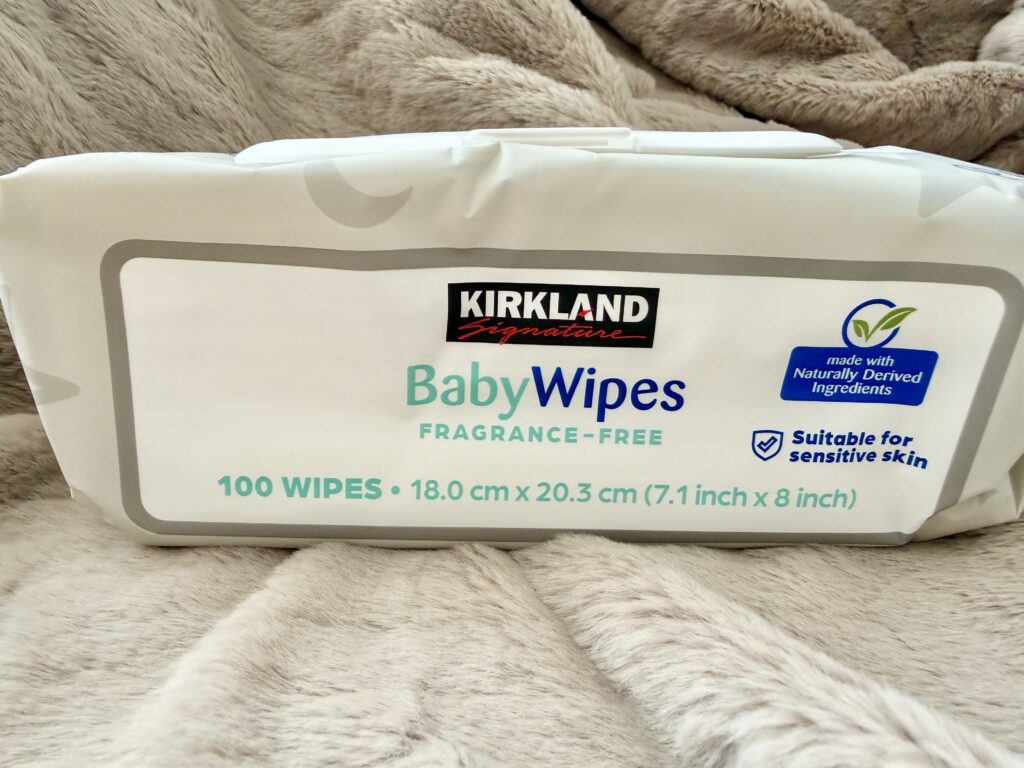 KIRKLAND
Signature
BabyWipes
FRAGRANCE-FREE
100 WIPES • 18.0 cm x 20.3 cm (7.1 inch x 8 inch)
made with
Naturally Derived
Ingredients
Suitable for
sensitive skin